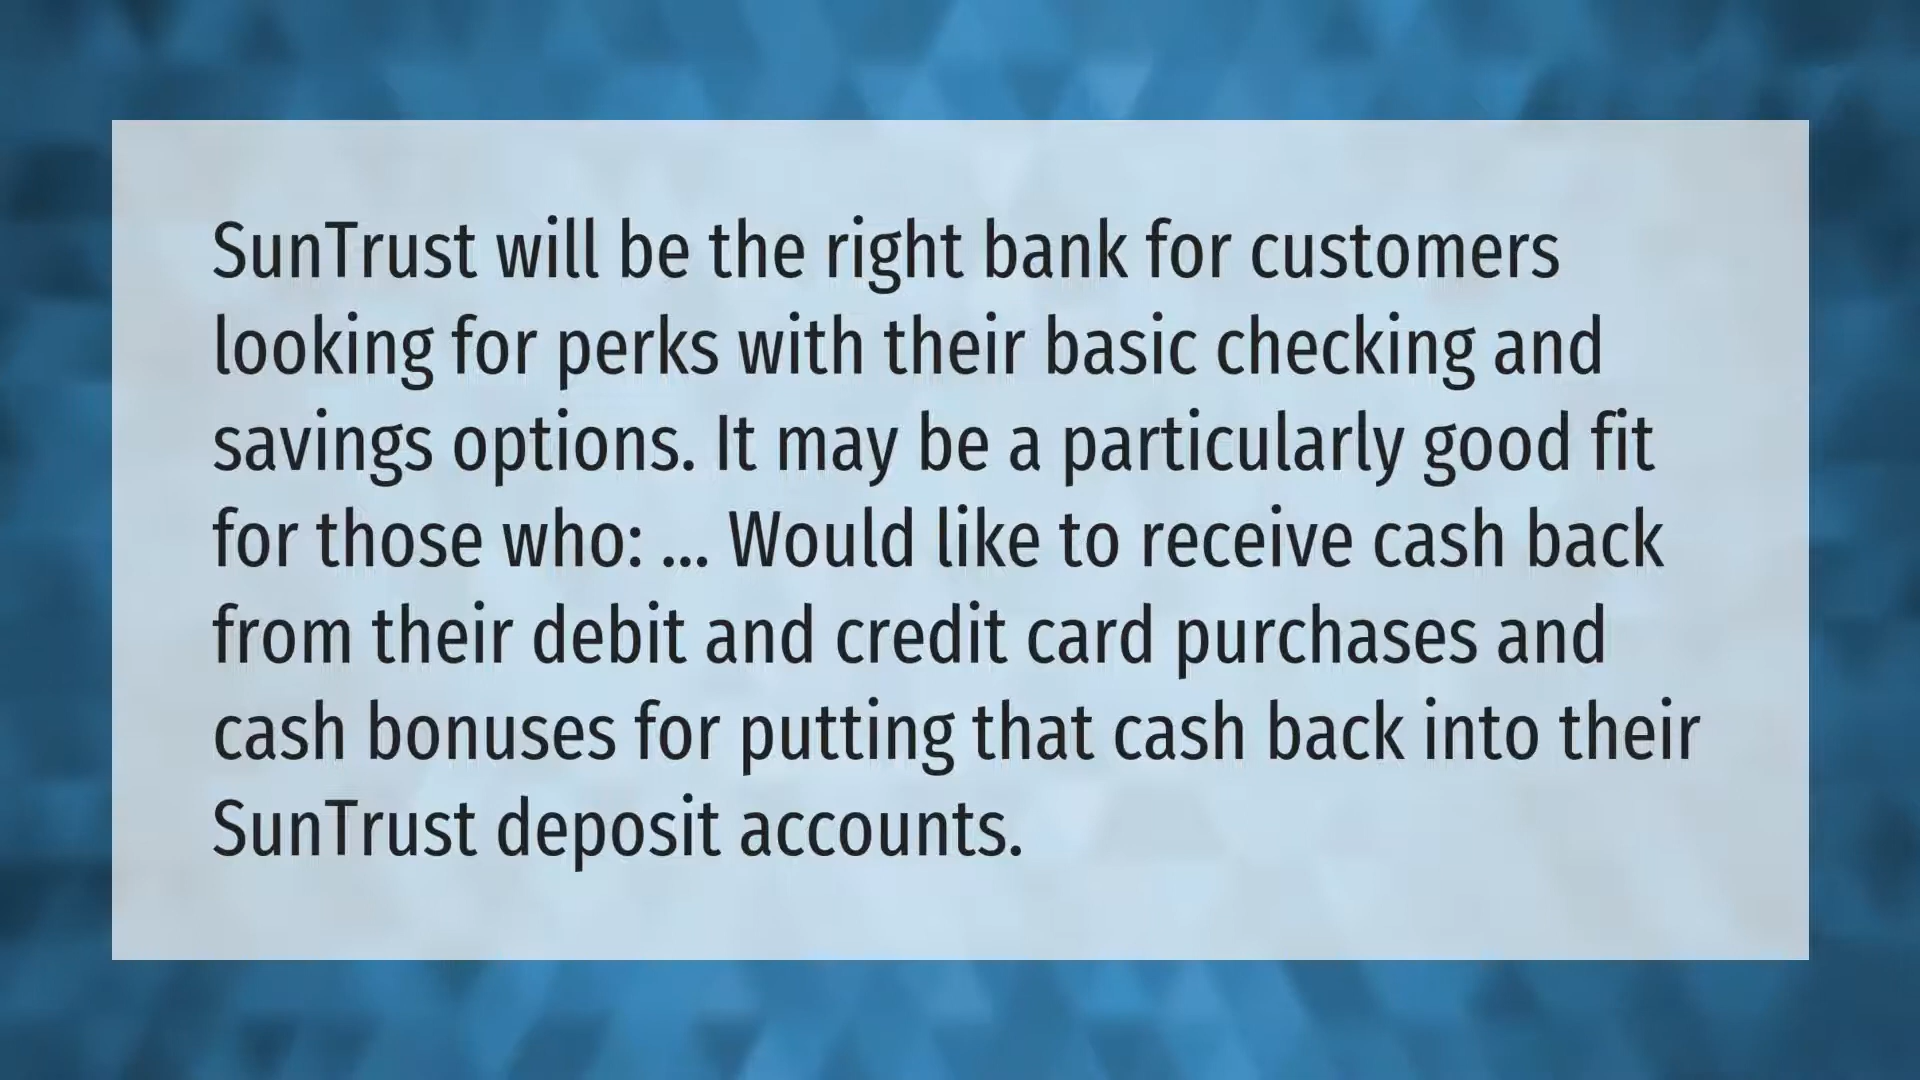 SunTrust will be the right bank for customers
looking for perks with their basic checking and
savings options. It may be a particularly good fit
for those who: ... Would like to receive cash back
from their debit and credit card purchases and
cash bonuses for putting that cash back into their
SunTrust deposit accounts.